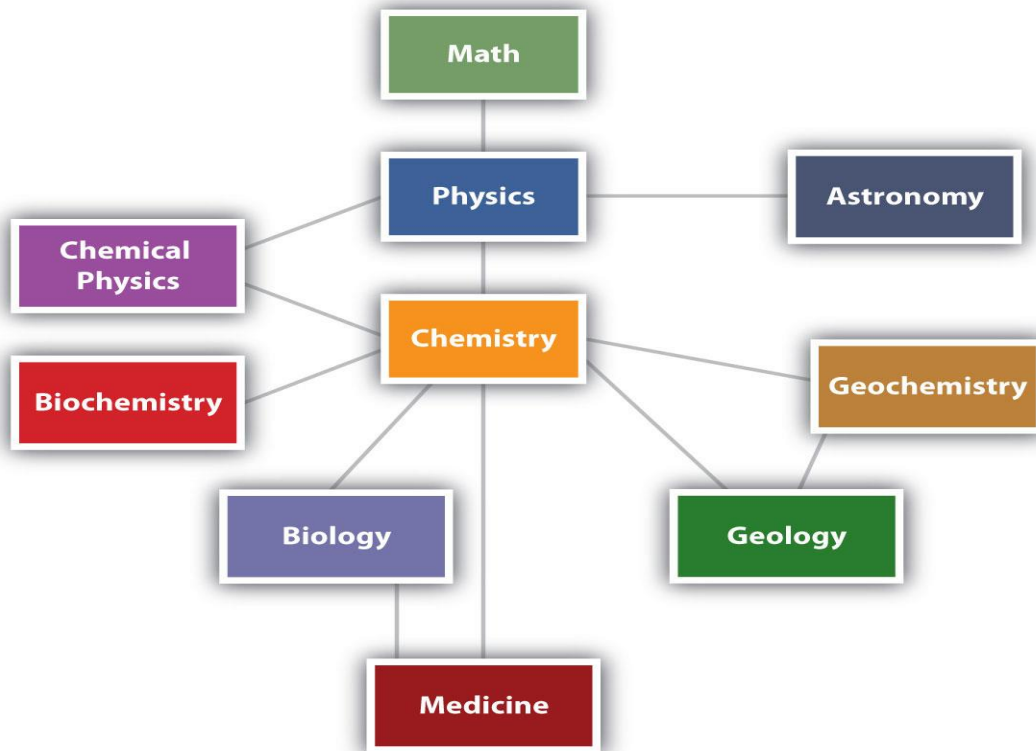 Math
Physics
Astronomy
Chemical
Physics
Chemistry
Biochemistry
Geochemistry
Biology
Geology
Medicine